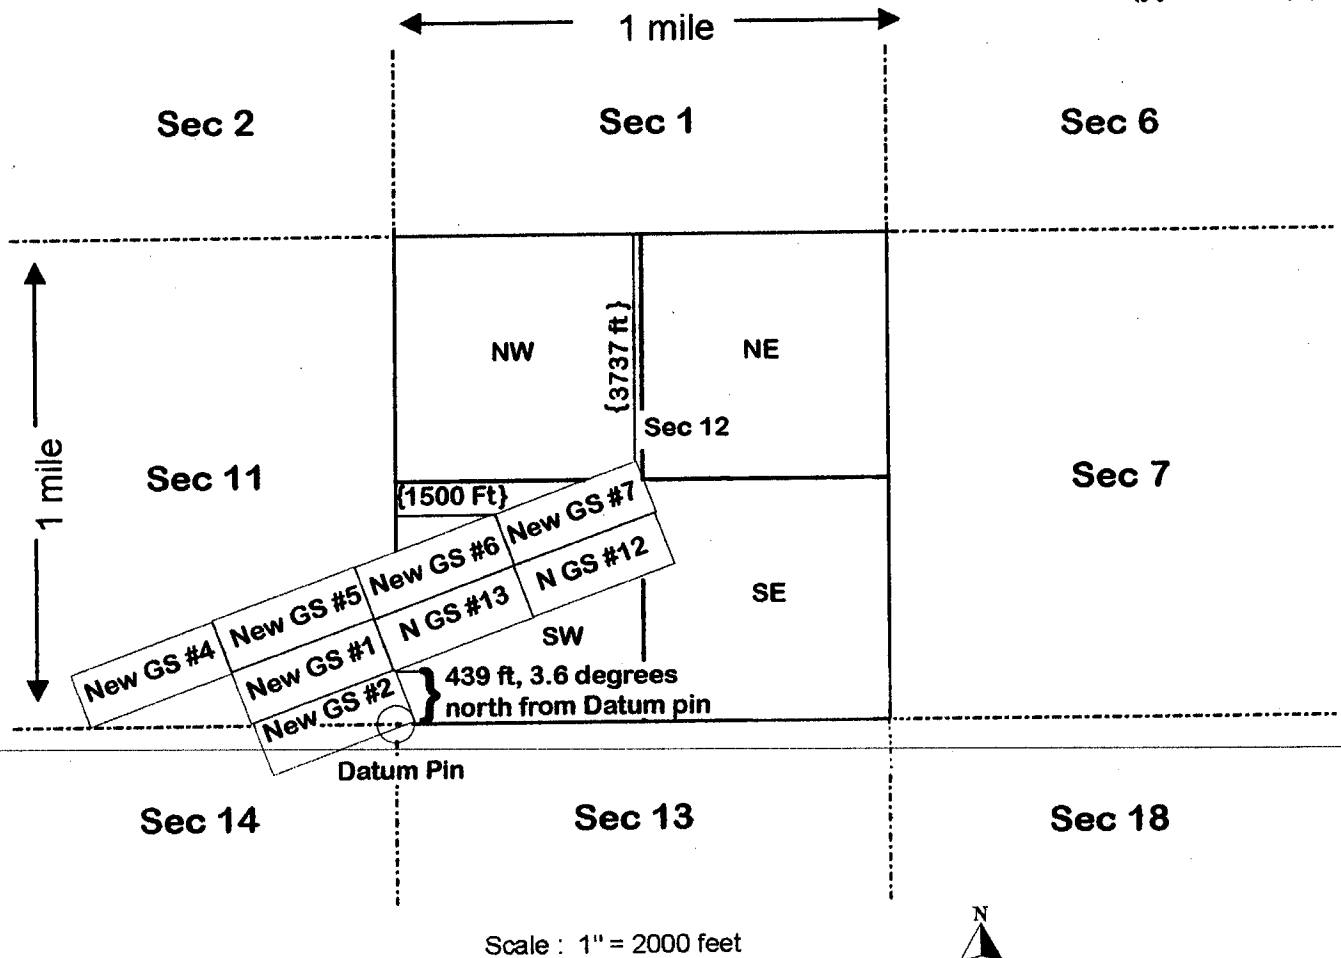 1 mile
Sec 2
Sec 1
Sec 6
NW
{3737 ft}
NE
Sec 12
1 mile
Sec 11
{1500 Ft}
Sec 7
New GS #7
New GS #6
N GS #12
New GS #5
N GS #13
SE
New GS #4
New GS #1
SW
New GS #2
439 ft, 3.6 degrees
north from Datum pin
Datum Pin
Sec 14
Sec 13
Sec 18
N
Scale : 1" = 2000 feet